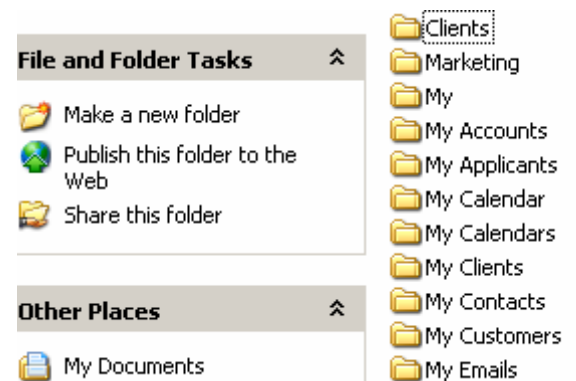 File and Folder Tasks
Make a new folder
Publish this folder to the
Web
Share this folder
Other Places
My Documents
Clients
Marketing
My
My Accounts
My Applicants
My Calendar
My Calendars
My Clients
My Contacts
My Customers
My Emails